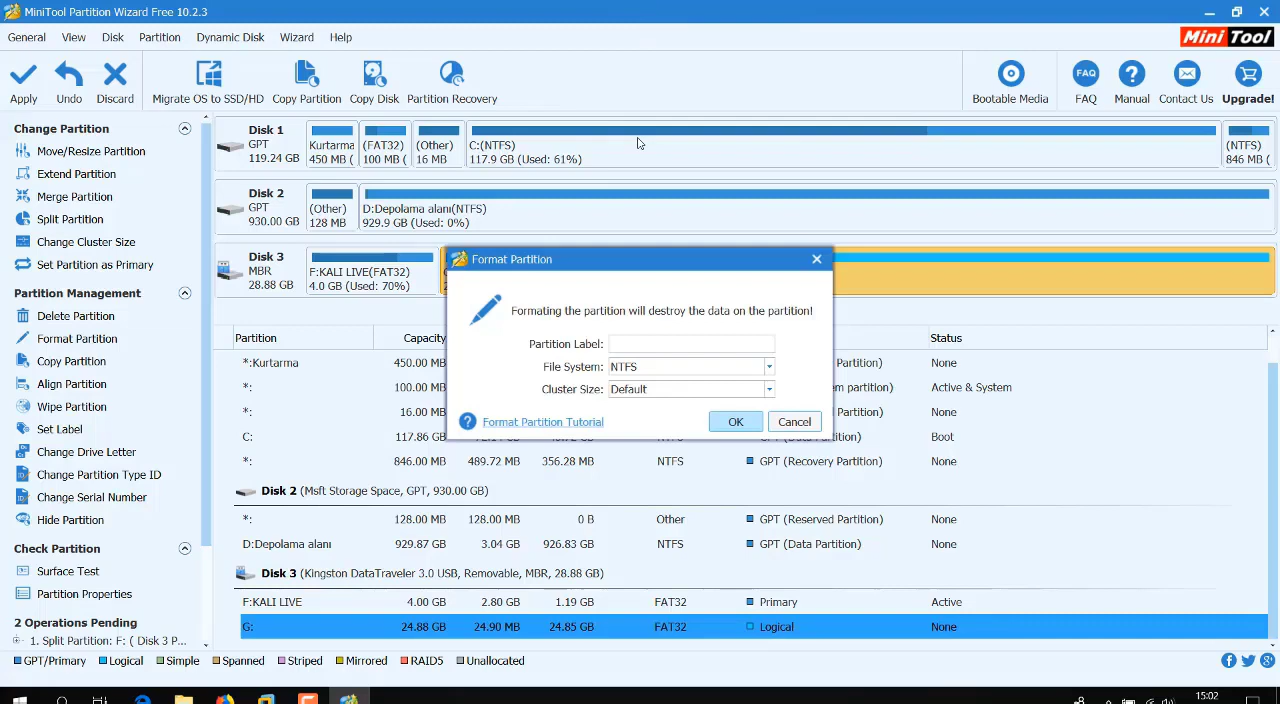 MiniTool Partition Wizard Free 10.2.3
General View Disk Partition Dynamic Disk Wizard Help
Mini Tool
Apply Undo Discard Migrate OS to SSD/HD Copy Partition Copy Disk Partition Recovery Bootable Media FAQ Manual Contact Us Upgrade!
Change Partition
Move/Resize Partition
Extend Partition
Merge Partition
Split Partition
Change Cluster Size
Set Partition as Primary
Partition Management
Delete Partition
Format Partition
Copy Partition
Align Partition
Wipe Partition
Set Label
Change Drive Letter
Change Partition Type ID
Change Serial Number
Hide Partition
Check Partition
Surface Test
Partition Properties
2 Operations Pending
1. Split Partition: F: ( Disk 3 P...
Disk 1
GPT
119.24 GB
Kurtarma
450 MB (
(FAT32)
100 MB (
(Other)
16 MB
C:(NTFS)
117.9 GB (Used: 61%)
(NTFS)
846 MB (
Disk 2
GPT
930.00 GB
(Other)
128 MB
D:Depolama alanı(NTFS)
929.9 GB (Used: 0%)
Disk 3
MBR
28.88 GB
F:KALI LIVE(FAT32)
4.0 GB (Used: 70%)
Format Partition
Formating the partition will destroy the data on the partition!
Partition Label:
File System: NTFS
Cluster Size: Default
Format Partition Tutorial
OK Cancel
Partition Capacity Status
*:Kurtarma 450.00 MB Partition) None
*: 100.00 MB m partition) Active & System
*: 16.00 MB Partition) None
C: 117.86 GB Boot
*: 846.00 MB 489.72 MB 356.28 MB NTFS GPT (Recovery Partition) None
Disk 2 (Msft Storage Space, GPT, 930.00 GB)
*: 128.00 MB 128.00 MB 0 B Other GPT (Reserved Partition) None
D:Depolama alanı 929.87 GB 3.04 GB 926.83 GB NTFS GPT (Data Partition) None
Disk 3 (Kingston DataTraveler 3.0 USB, Removable, MBR, 28.88 GB)
F:KALI LIVE 4.00 GB 2.80 GB 1.19 GB FAT32 Primary Active
G: 24.88 GB 24.90 MB 24.85 GB FAT32 Logical None
GPT/Primary Logical Simple Spanned Striped Mirrored RAID5 Unallocated
15:02